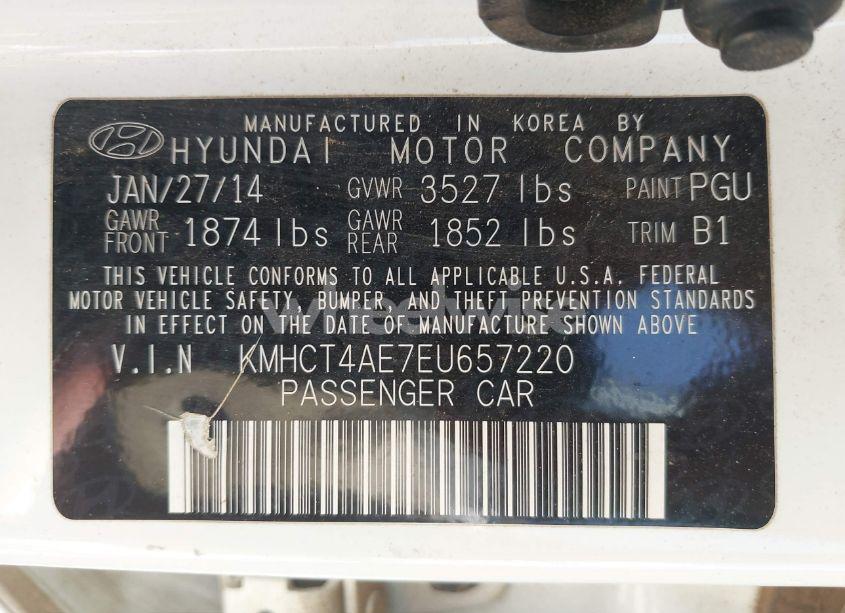 MANUFACTURED IN KOREA BY
HYUNDAI MOTOR COMPANY
JAN/27/14 GVWR 3527 lbs PAINT PGU
GAWR FRONT 1874 lbs GAWR REAR 1852 lbs TRIM B1
THIS VEHICLE CONFORMS TO ALL APPLICABLE U.S.A. FEDERAL
MOTOR VEHICLE SAFETY, BUMPER, AND THEFT PREVENTION STANDARDS
IN EFFECT ON THE DATE OF MANUFACTURE SHOWN ABOVE
V.I.N KMHCT4AE7EU657220
PASSENGER CAR